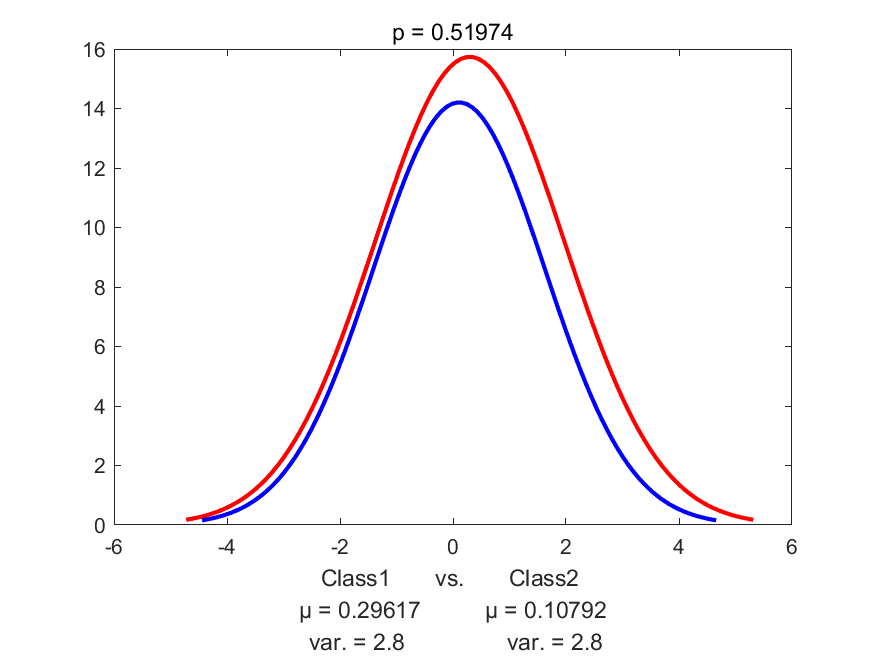 p = 0.51974
16
14
12
10
8
6
4
2
0
-6 -4 -2 0 2 4 6
Class1 vs. Class2
μ = 0.29617 μ = 0.10792
var. = 2.8 var. = 2.8